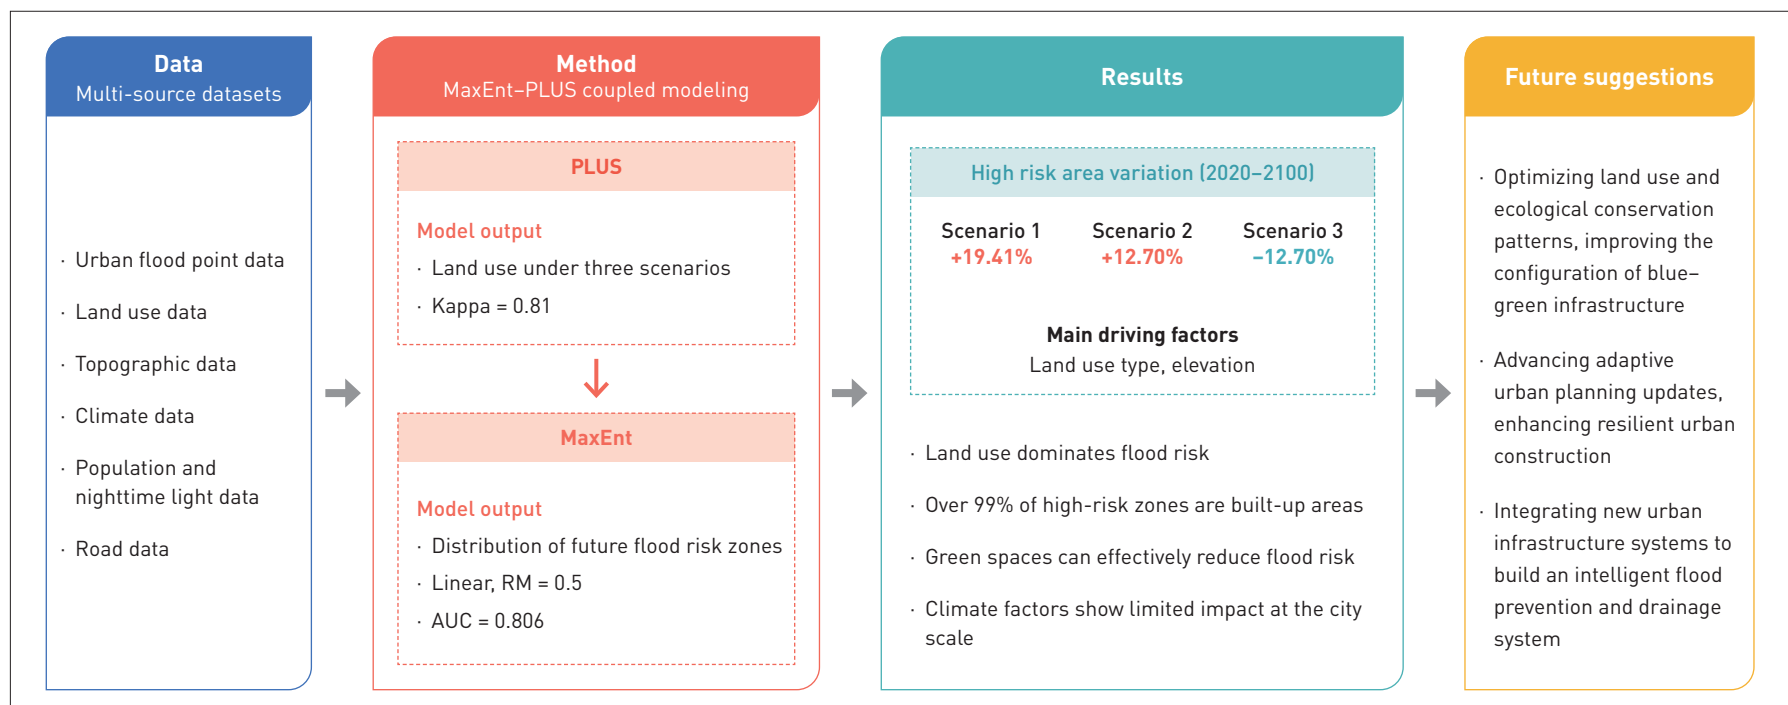 Data
Multi-source datasets
· Urban flood point data
· Land use data
· Topographic data
· Climate data
· Population and
nighttime light data
· Road data
Method
MaxEnt–PLUS coupled modeling
PLUS
Model output
· Land use under three scenarios
· Kappa = 0.81
MaxEnt
Model output
· Distribution of future flood risk zones
· Linear, RM = 0.5
· AUC = 0.806
Results
High risk area variation (2020–2100)
Scenario 1 Scenario 2 Scenario 3
+19.41% +12.70% –12.70%
Main driving factors
Land use type, elevation
· Land use dominates flood risk
· Over 99% of high-risk zones are built-up areas
· Green spaces can effectively reduce flood risk
· Climate factors show limited impact at the city
scale
Future suggestions
· Optimizing land use and
ecological conservation
patterns, improving the
configuration of blue–
green infrastructure
· Advancing adaptive
urban planning updates,
enhancing resilient urban
construction
· Integrating new urban
infrastructure systems to
build an intelligent flood
prevention and drainage
system